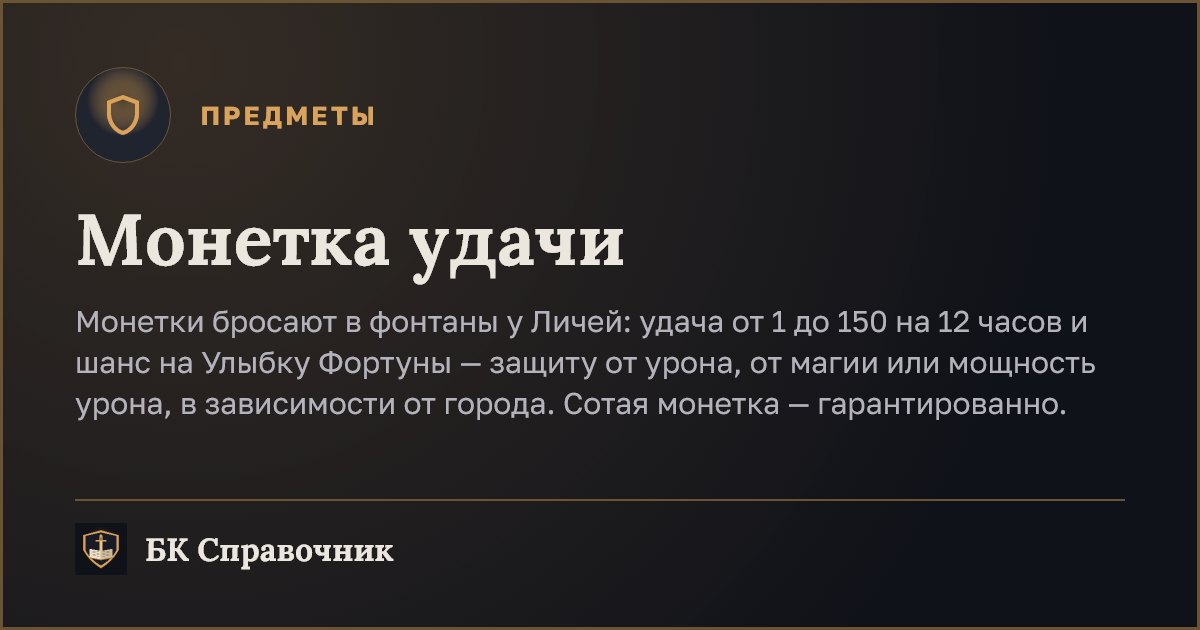 ПРЕДМЕТЫ
Монетка удачи
Монетки бросают в фонтаны у Личей: удача от 1 до 150 на 12 часов и
шанс на Улыбку Фортуны — защиту от урона, от магии или мощность
урона, в зависимости от города. Сотая монетка — гарантированно.
БК Справочник